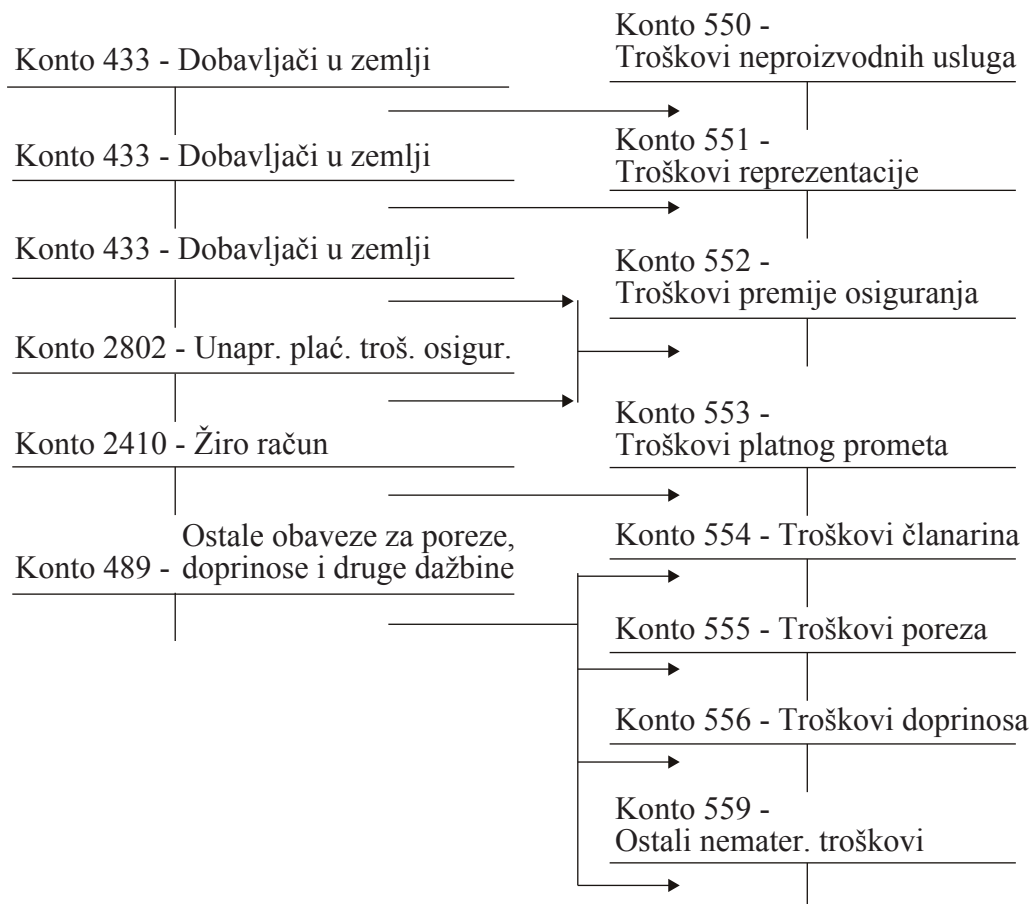 Konto 433 - Dobavljači u zemlji
Konto 433 - Dobavljači u zemlji
Konto 433 - Dobavljači u zemlji
Konto 2802 - Unapr. plać. troš. osigur.
Konto 2410 - Žiro račun
Ostale obaveze za poreze,
Konto 489 - doprinose i druge dažbine
Konto 550 -
Troškovi neproizvodnih usluga
Konto 551 -
Troškovi reprezentacije
Konto 552 -
Troškovi premije osiguranja
Konto 553 -
Troškovi platnog prometa
Konto 554 - Troškovi članarina
Konto 555 - Troškovi poreza
Konto 556 - Troškovi doprinosa
Konto 559 -
Ostali nemater. troškovi